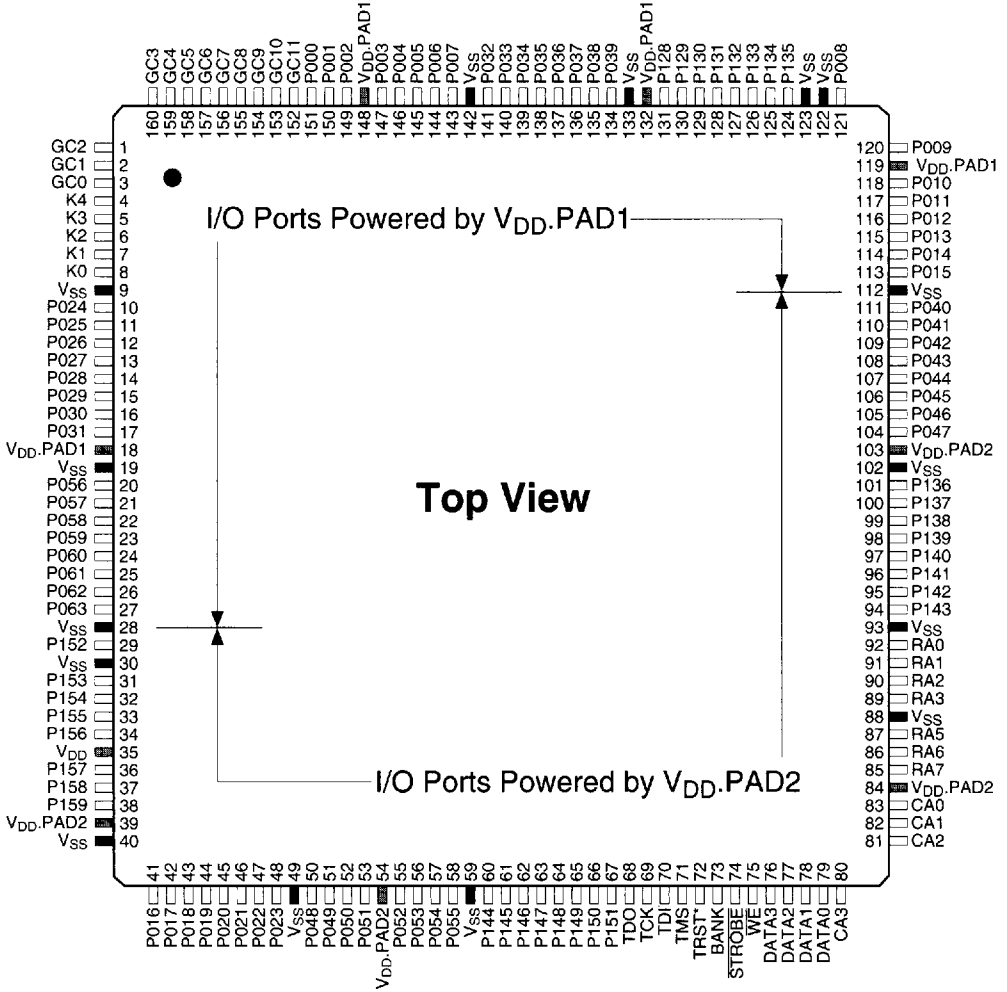 GC3
GC4
GC5
GC6
GC7
GC8
GC9
GC10
GC11
P000
P001
P002
VDD.PAD1
P003
P004
P005
P006
P007
VSS
P032
P033
P034
P035
P036
P037
P038
P039
VSS
VDD.PAD1
P128
P129
P130
P131
P132
P133
P134
P135
VSS
VSS
P008
160
159
158
157
156
155
154
153
152
151
150
149
148
147
146
145
144
143
142
141
140
139
138
137
136
135
134
133
132
131
130
129
128
127
126
125
124
123
122
121
GC2 1
GC1 2
GC0 3
K4 4
K3 5
K2 6
K1 7
K0 8
VSS 9
P024 10
P025 11
P026 12
P027 13
P028 14
P029 15
P030 16
P031 17
VDD.PAD1 18
VSS 19
P056 20
P057 21
P058 22
P059 23
P060 24
P061 25
P062 26
P063 27
VSS 28
P152 29
VSS 30
P153 31
P154 32
P155 33
P156 34
VDD 35
P157 36
P158 37
P159 38
VDD.PAD2 39
VSS 40
I/O Ports Powered by VDD.PAD1
Top View
I/O Ports Powered by VDD.PAD2
120 P009
119 VDD.PAD1
118 P010
117 P011
116 P012
115 P013
114 P014
113 P015
112 VSS
111 P040
110 P041
109 P042
108 P043
107 P044
106 P045
105 P046
104 P047
103 VDD.PAD2
102 VSS
101 P136
100 P137
99 P138
98 P139
97 P140
96 P141
95 P142
94 P143
93 VSS
92 RA0
91 RA1
90 RA2
89 RA3
88 VSS
87 RA5
86 RA6
85 RA7
84 VDD.PAD2
83 CA0
82 CA1
81 CA2
41
42
43
44
45
46
47
48
49
50
51
52
53
54
55
56
57
58
59
60
61
62
63
64
65
66
67
68
69
70
71
72
73
74
75
76
77
78
79
80
P016
P017
P018
P019
P020
P021
P022
P023
VSS
P048
P049
P050
P051
VDD.PAD2
P052
P053
P054
P055
VSS
P144
P145
P146
P147
P148
P149
P150
P151
TDO
TCK
TDI
TMS
TRST*
BANK
STROBE
WE
DATA3
DATA2
DATA1
DATA0
CA3